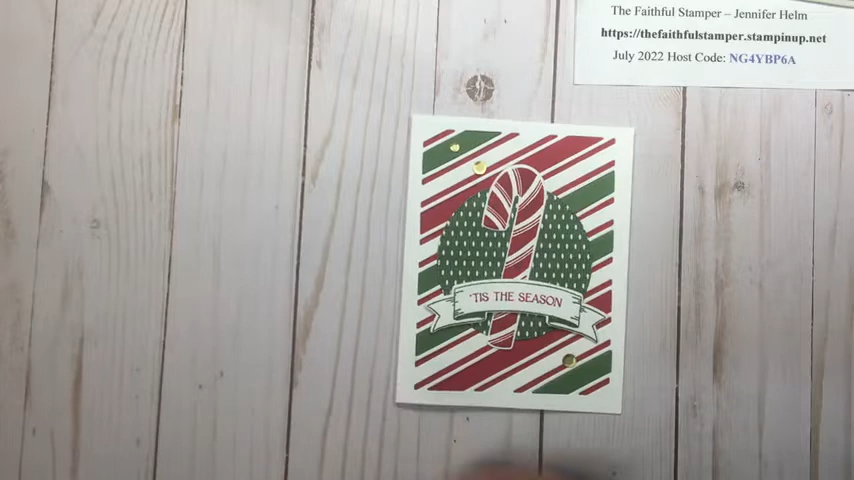 The Faithful Stamper – Jennifer Helm
https://thefaithfulstamper.stampinup.net
July 2022 Host Code: NG4YBP6A
'TIS THE SEASON